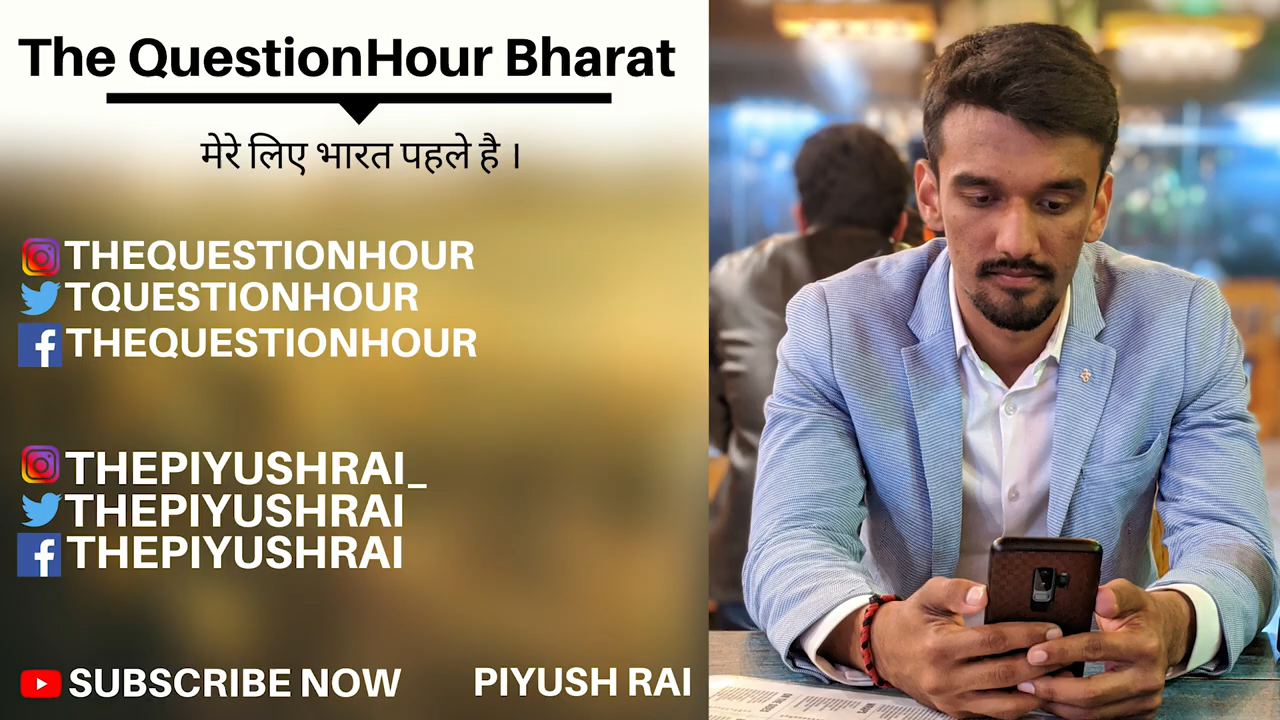 The QuestionHour Bharat
मेरे लिए भारत पहले है ।
THEQUESTIONHOUR
TQUESTIONHOUR
THEQUESTIONHOUR
THEPIYUSHRAI_
THEPIYUSHRAI
THEPIYUSHRAI
SUBSCRIBE NOW
PIYUSH RAI